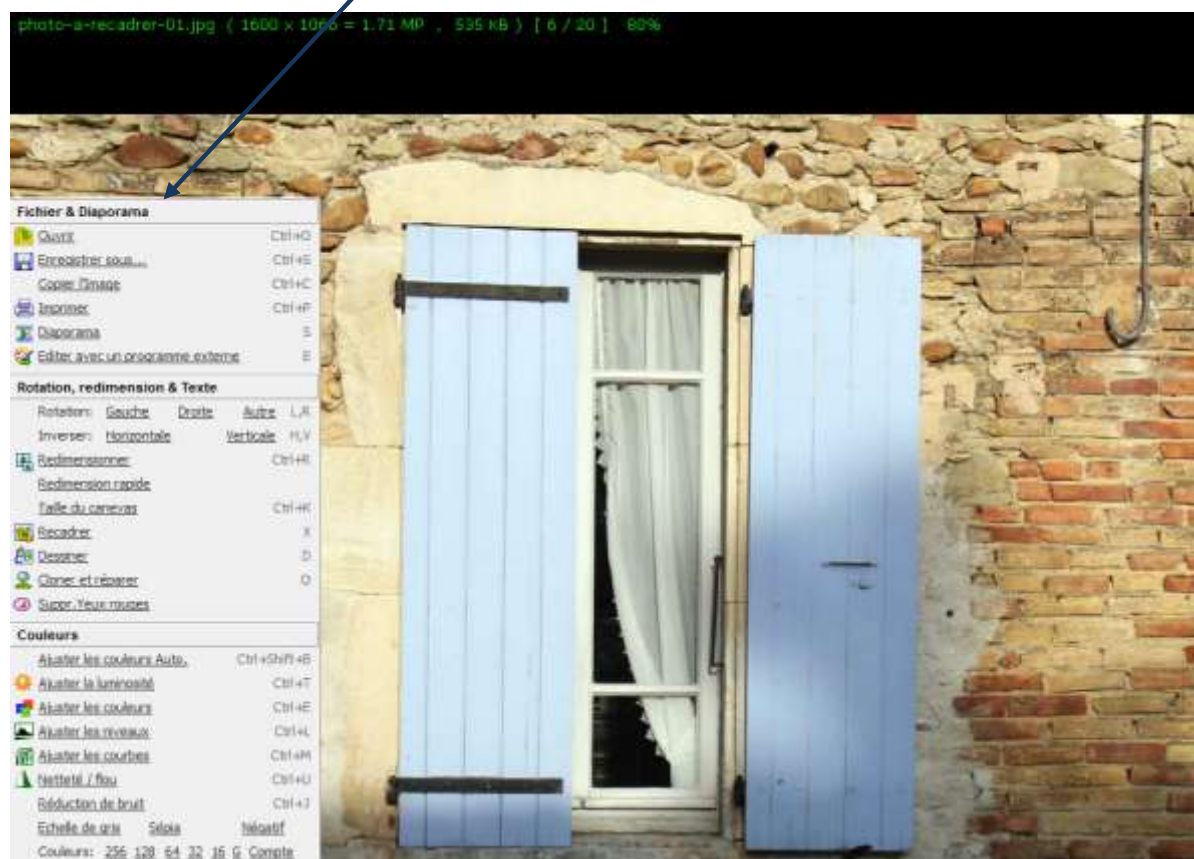 photo-a-recadrer-01.jpg ( 1600 x 1066 = 1.71 MP , 535 KB ) [ 6 / 20 ] 80%
Fichier & Diaporama
Ouvrir Ctrl+O
Enregistrer sous... Ctrl+S
Copier l'image Ctrl+C
Imprimer Ctrl+P
Diaporama S
Editer avec un programme externe E
Rotation, redimension & Texte
Rotation: Gauche Droite Autre L,R
Inverser: Horizontale Verticale H,V
Redimensionner Ctrl+R
Redimension rapide
Taille du canevas Ctrl+K
Recadrer X
Dessiner D
Cloner et réparer O
Suppr.Yeux rouges
Couleurs
Ajuster les couleurs Auto. Ctrl+Shift+B
Ajuster la luminosité Ctrl+T
Ajuster les couleurs Ctrl+E
Ajuster les niveaux Ctrl+L
Ajuster les courbes Ctrl+M
Netteté / flou Ctrl+U
Réduction de bruit Ctrl+J
Echelle de gris Sépia Négatif
Couleurs: 256 128 64 32 16 G Compte